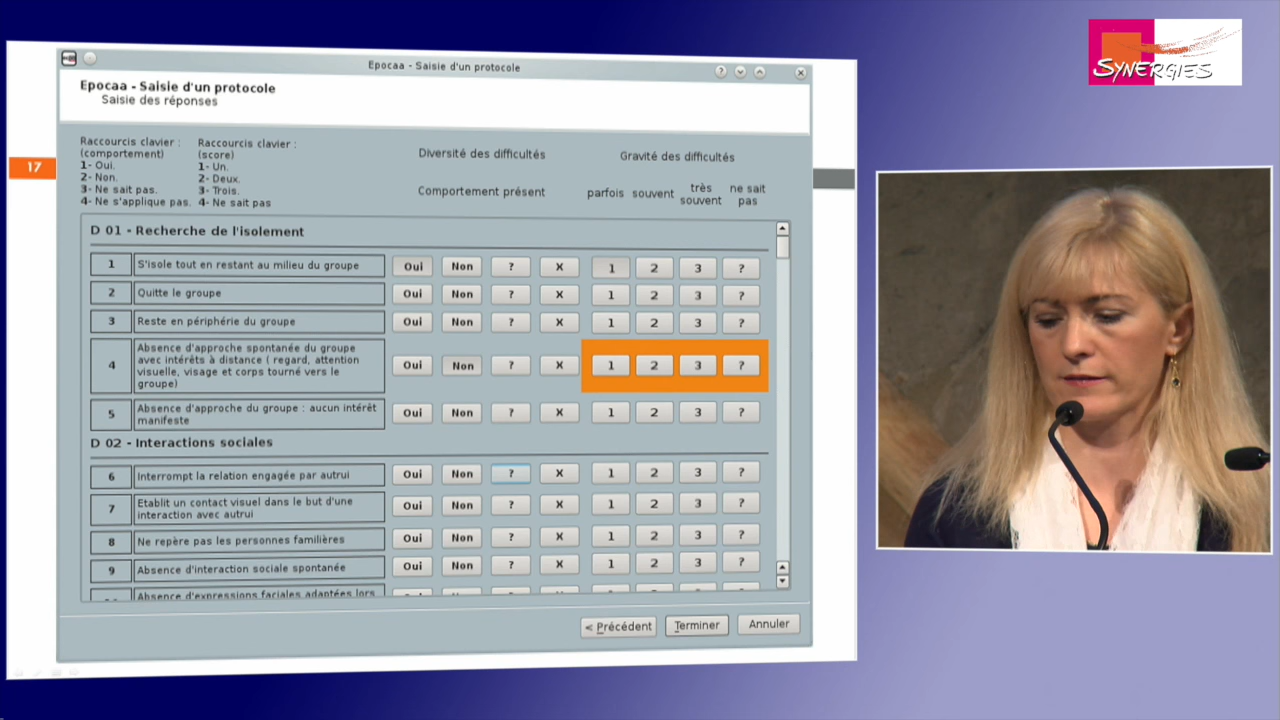 SYNERGIES
17
Epocaa - Saisie d'un protocole
Epocaa - Saisie d'un protocole
Saisie des réponses
Raccourcis clavier :
(comportement)
1- Oui.
2- Non.
3- Ne sait pas.
4- Ne s'applique pas.
Raccourcis clavier :
(score)
1- Un.
2- Deux.
3- Trois.
4- Ne sait pas
Diversité des difficultés
Comportement présent
Gravité des difficultés
parfois souvent très souvent ne sait pas
D 01 - Recherche de l'isolement
1 S'isole tout en restant au milieu du groupe Oui Non ? X 1 2 3 ?
2 Quitte le groupe Oui Non ? X 1 2 3 ?
3 Reste en périphérie du groupe Oui Non ? X 1 2 3 ?
4 Absence d'approche spontanée du groupe
avec intérêts à distance ( regard, attention
visuelle, visage et corps tourné vers le
groupe) Oui Non ? X 1 2 3 ?
5 Absence d'approche du groupe : aucun intérêt
manifeste Oui Non ? X 1 2 3 ?
D 02 - Interactions sociales
6 Interrompt la relation engagée par autrui Oui Non ? X 1 2 3 ?
7 Etablit un contact visuel dans le but d'une
interaction avec autrui Oui Non ? X 1 2 3 ?
8 Ne repère pas les personnes familières Oui Non ? X 1 2 3 ?
9 Absence d'interaction sociale spontanée Oui Non ? X 1 2 3 ?
Absence d'expressions faciales adaptées lors
< Précédent Terminer Annuler